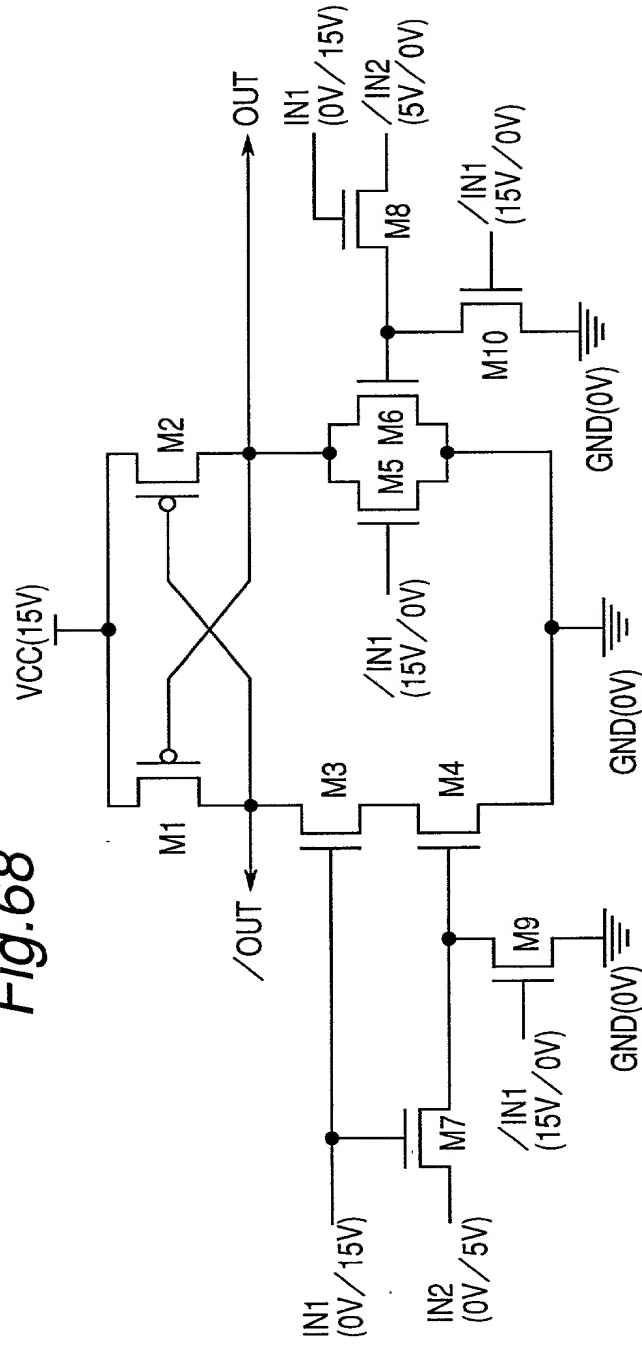 Fig.68
VCC(15V)
M1
M2
/OUT
OUT
IN1
(0V/15V)
M3
M4
/IN1
(15V/0V)
M5
M6
IN1
(0V/15V)
/IN2
(5V/0V)
M8
/IN1
(15V/0V)
M10
GND(0V)
IN2
(0V/5V)
M7
/IN1
(15V/0V)
M9
GND(0V)
GND(0V)